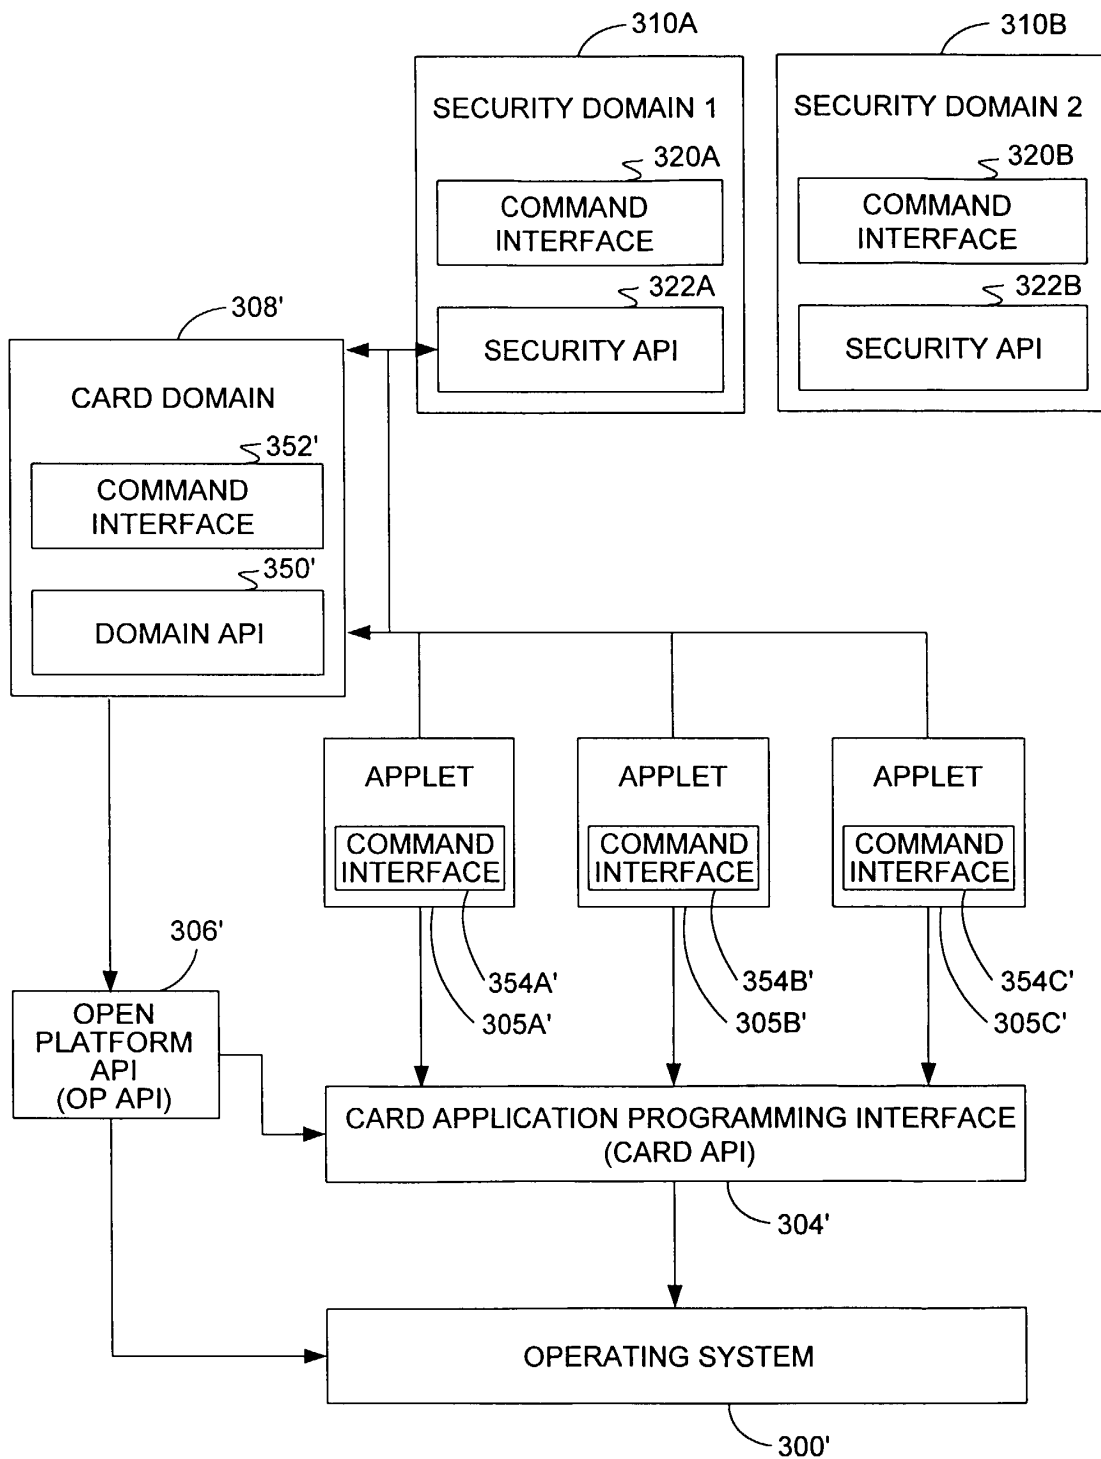 310A
310B
SECURITY DOMAIN 1
SECURITY DOMAIN 2
320A
320B
COMMAND
INTERFACE
COMMAND
INTERFACE
322A
322B
SECURITY API
SECURITY API
308'
CARD DOMAIN
352'
COMMAND
INTERFACE
350'
DOMAIN API
APPLET
APPLET
APPLET
COMMAND
INTERFACE
COMMAND
INTERFACE
COMMAND
INTERFACE
306'
354A'
354B'
354C'
305A'
305B'
305C'
OPEN
PLATFORM
API
(OP API)
CARD APPLICATION PROGRAMMING INTERFACE
(CARD API)
304'
OPERATING SYSTEM
300'